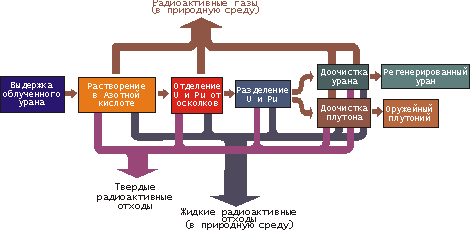 Радиоактивные газы
(в природную среду)
Выдержка
облученного
урана
Растворение
в Азотной
кислоте
Отделение
U и Pu от
осколков
Разделение
U и Pu
Доочистка
урана
Регенерированный
уран
Доочистка
плутона
Оружейный
плутоний
Твердые
радиоактивные
отходы
Жидкие радиоактивные
отходы
(в природную среду)